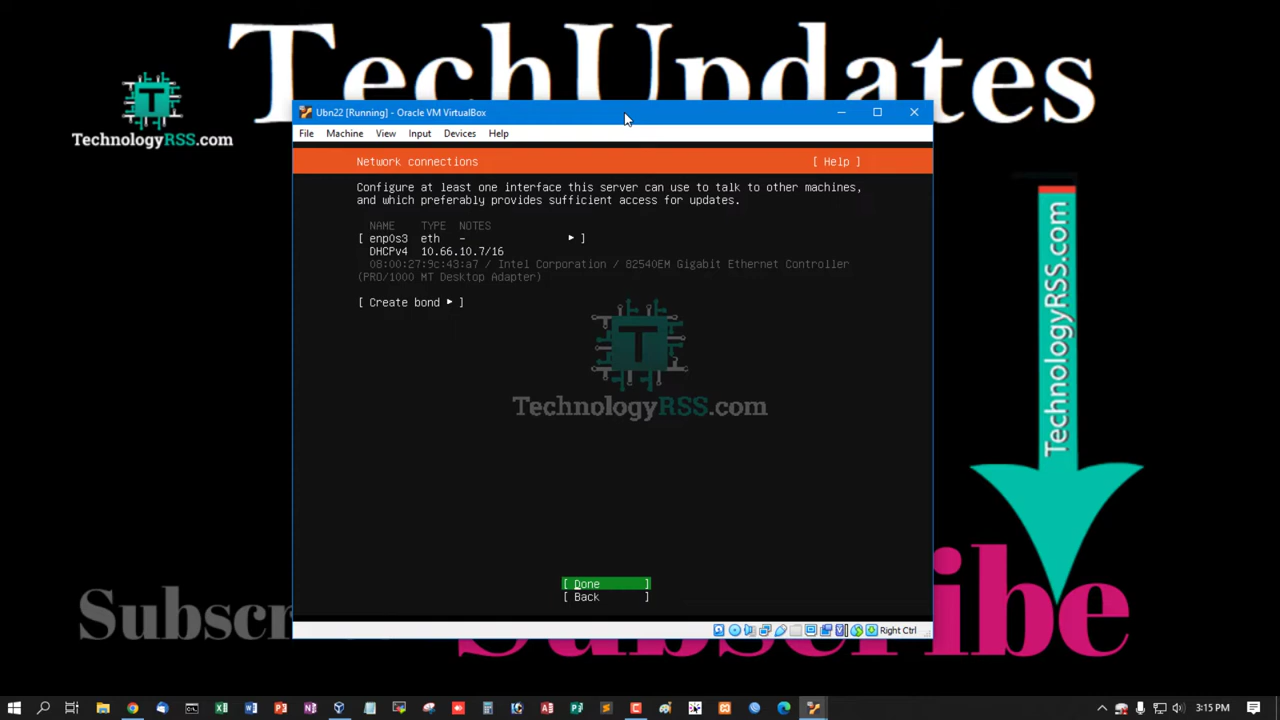 TechUpdates
T
TechnologyRSS.com
Ubn22 [Running] - Oracle VM VirtualBox
File Machine View Input Devices Help
Network connections [ Help ]
Configure at least one interface this server can use to talk to other machines,
and which preferably provides sufficient access for updates.
NAME TYPE NOTES
[ enp0s3 eth - ▸ ]
DHCPv4 10.66.10.7/16
08:00:27:9c:43:a7 / Intel Corporation / 82540EM Gigabit Ethernet Controller
(PRO/1000 MT Desktop Adapter)
[ Create bond ▸ ]
T
TechnologyRSS.com
TechnologyRSS.com
[ Done ]
[ Back ]
Subscr
Subscribe
Right Ctrl
3:15 PM